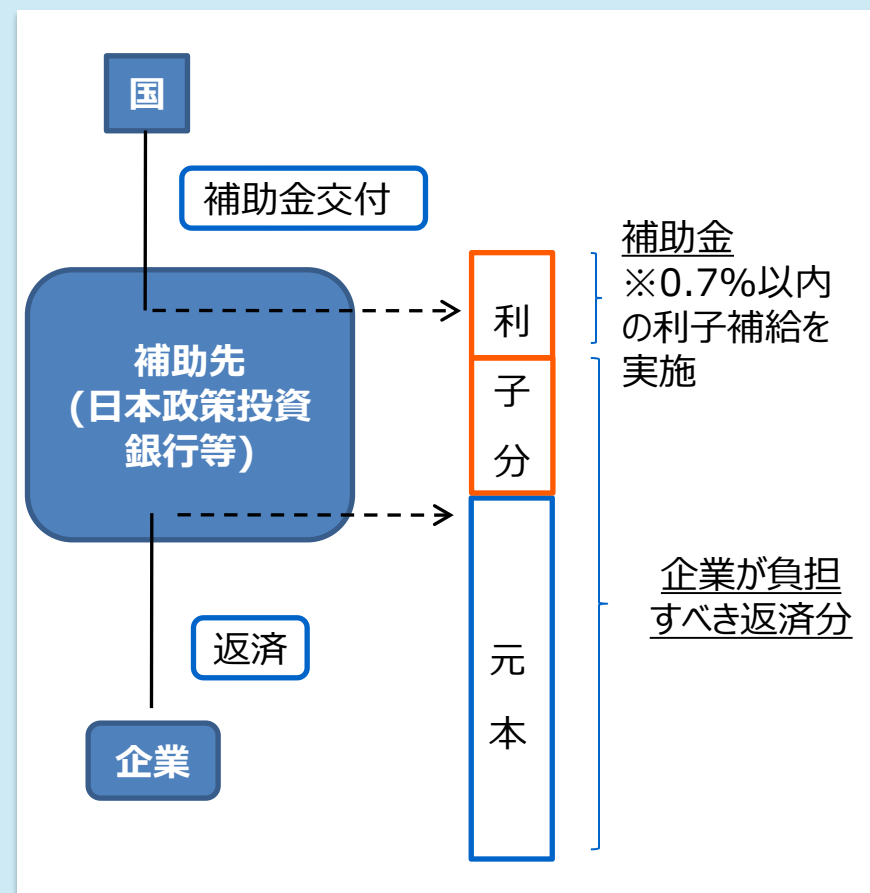 国
補助金交付
補助先
(日本政策投資
銀行等)
返済
企業
利
子
分
元
本
補助金
※0.7%以内
の利子補給を
実施
企業が負担
すべき返済分